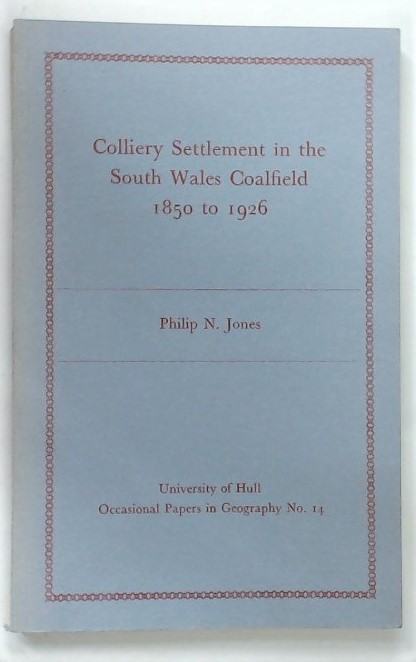 Colliery Settlement in the
South Wales Coalfield
1850 to 1926
Philip N. Jones
University of Hull
Occasional Papers in Geography No. 14